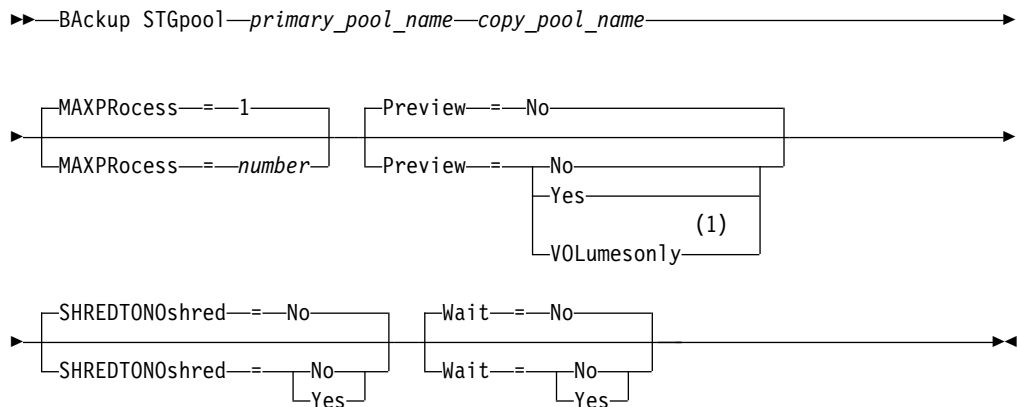 BAckup STGpool primary_pool_name copy_pool_name
MAXPRocess = 1 Preview = No
MAXPRocess = number Preview = No
Yes
(1)
VOLumesonly
SHREDTONOshred = No Wait = No
SHREDTONOshred = No Wait = No
Yes Yes